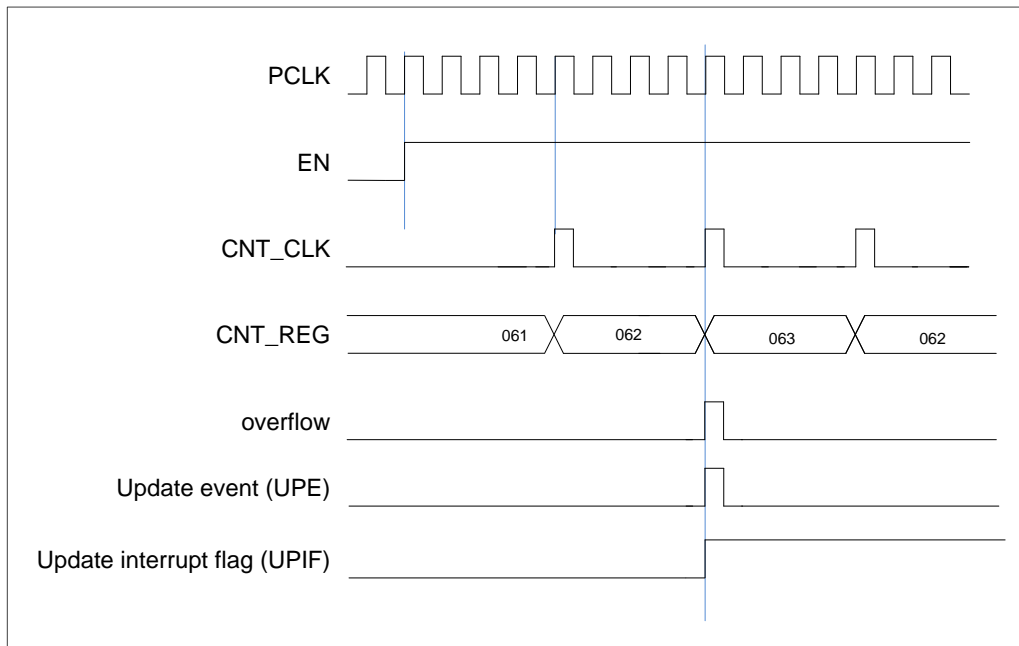 PCLK
EN
CNT_CLK
CNT_REG
061
062
063
062
overflow
Update event (UPE)
Update interrupt flag (UPIF)